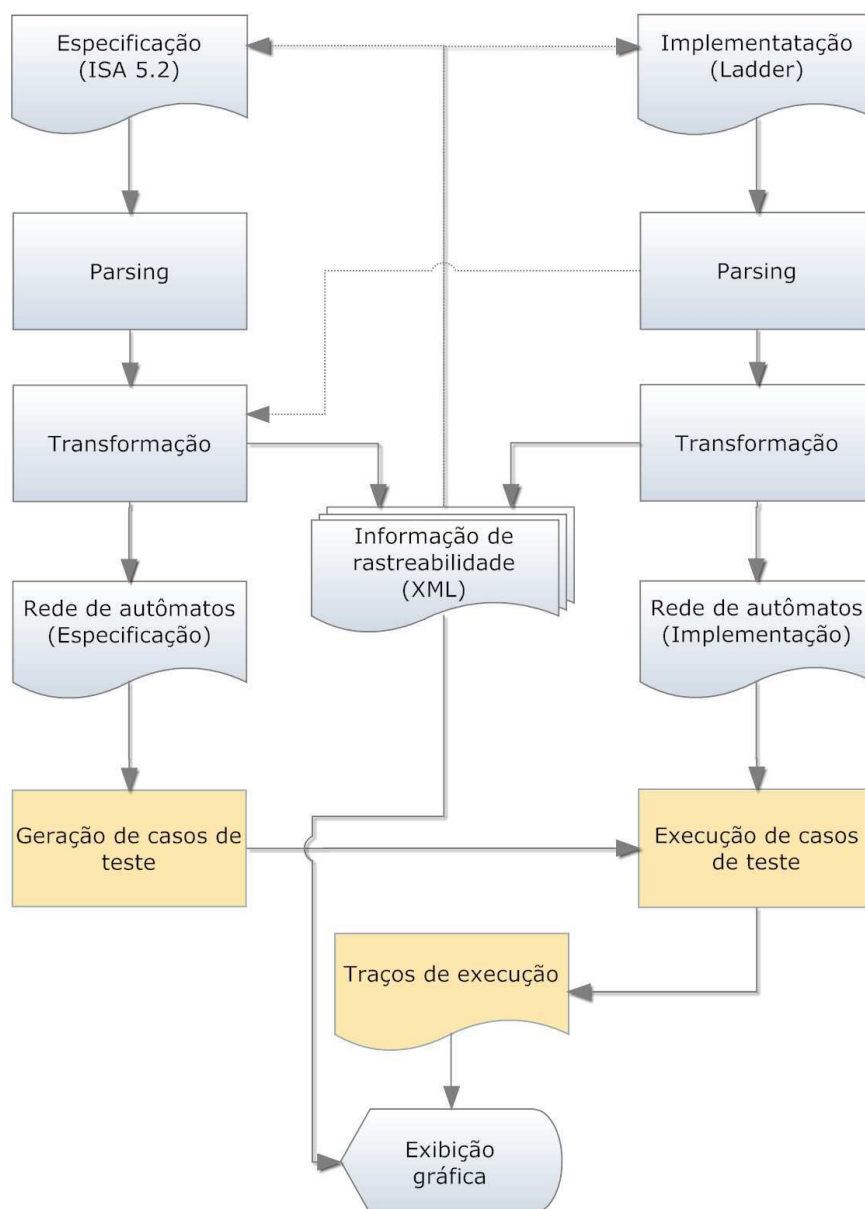 Especificação
(ISA 5.2)
Implementatação
(Ladder)
Parsing
Parsing
Transformação
Transformação
Informação de
rastreabilidade
(XML)
Rede de autômatos
(Especificação)
Rede de autômatos
(Implementação)
Geração de casos de
teste
Execução de casos
de teste
Traços de execução
Exibição
gráfica